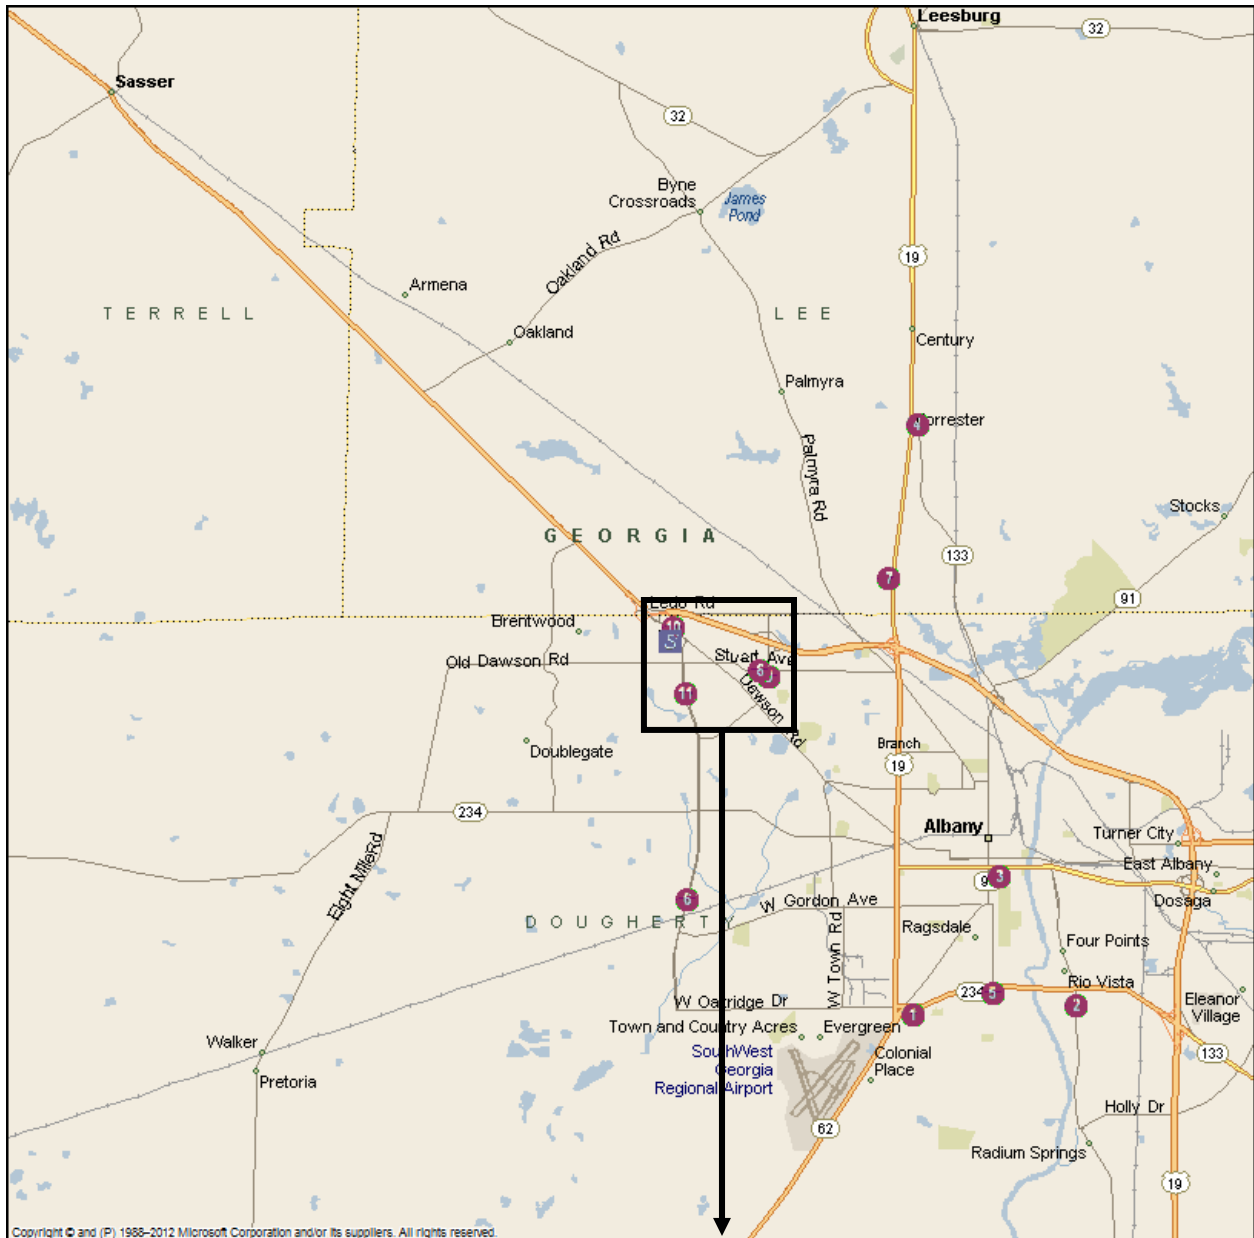 Leesburg
32
Sasser
32
Byne
Crossroads
James
Pond
Oakland Rd
19
Armena
TERRELL
LEE
Oakland
Century
Palmyra
4
Palmyra Rd
Stocks
GEORGIA
133
7
91
Ledo Rd
Brentwood
10
S
Old Dawson Rd
Stuart Ave
8
11
Dawson Rd
Doublegate
Branch
19
234
Albany
Turner City
Eight Mile Rd
East Albany
3
6
W Gordon Ave
Dosaga
DOUGHERTY
Ragsdale
W Town Rd
Four Points
Rio Vista
234
5
W Oakridge Dr
2
Eleanor
Village
1
Town and Country Acres
Evergreen
Walker
SouthWest
Georgia
Regional Airport
Colonial
Place
133
Pretoria
Holly Dr
62
Radium Springs
19
Copyright © and (P) 1988–2012 Microsoft Corporation and/or its suppliers. All rights reserved.